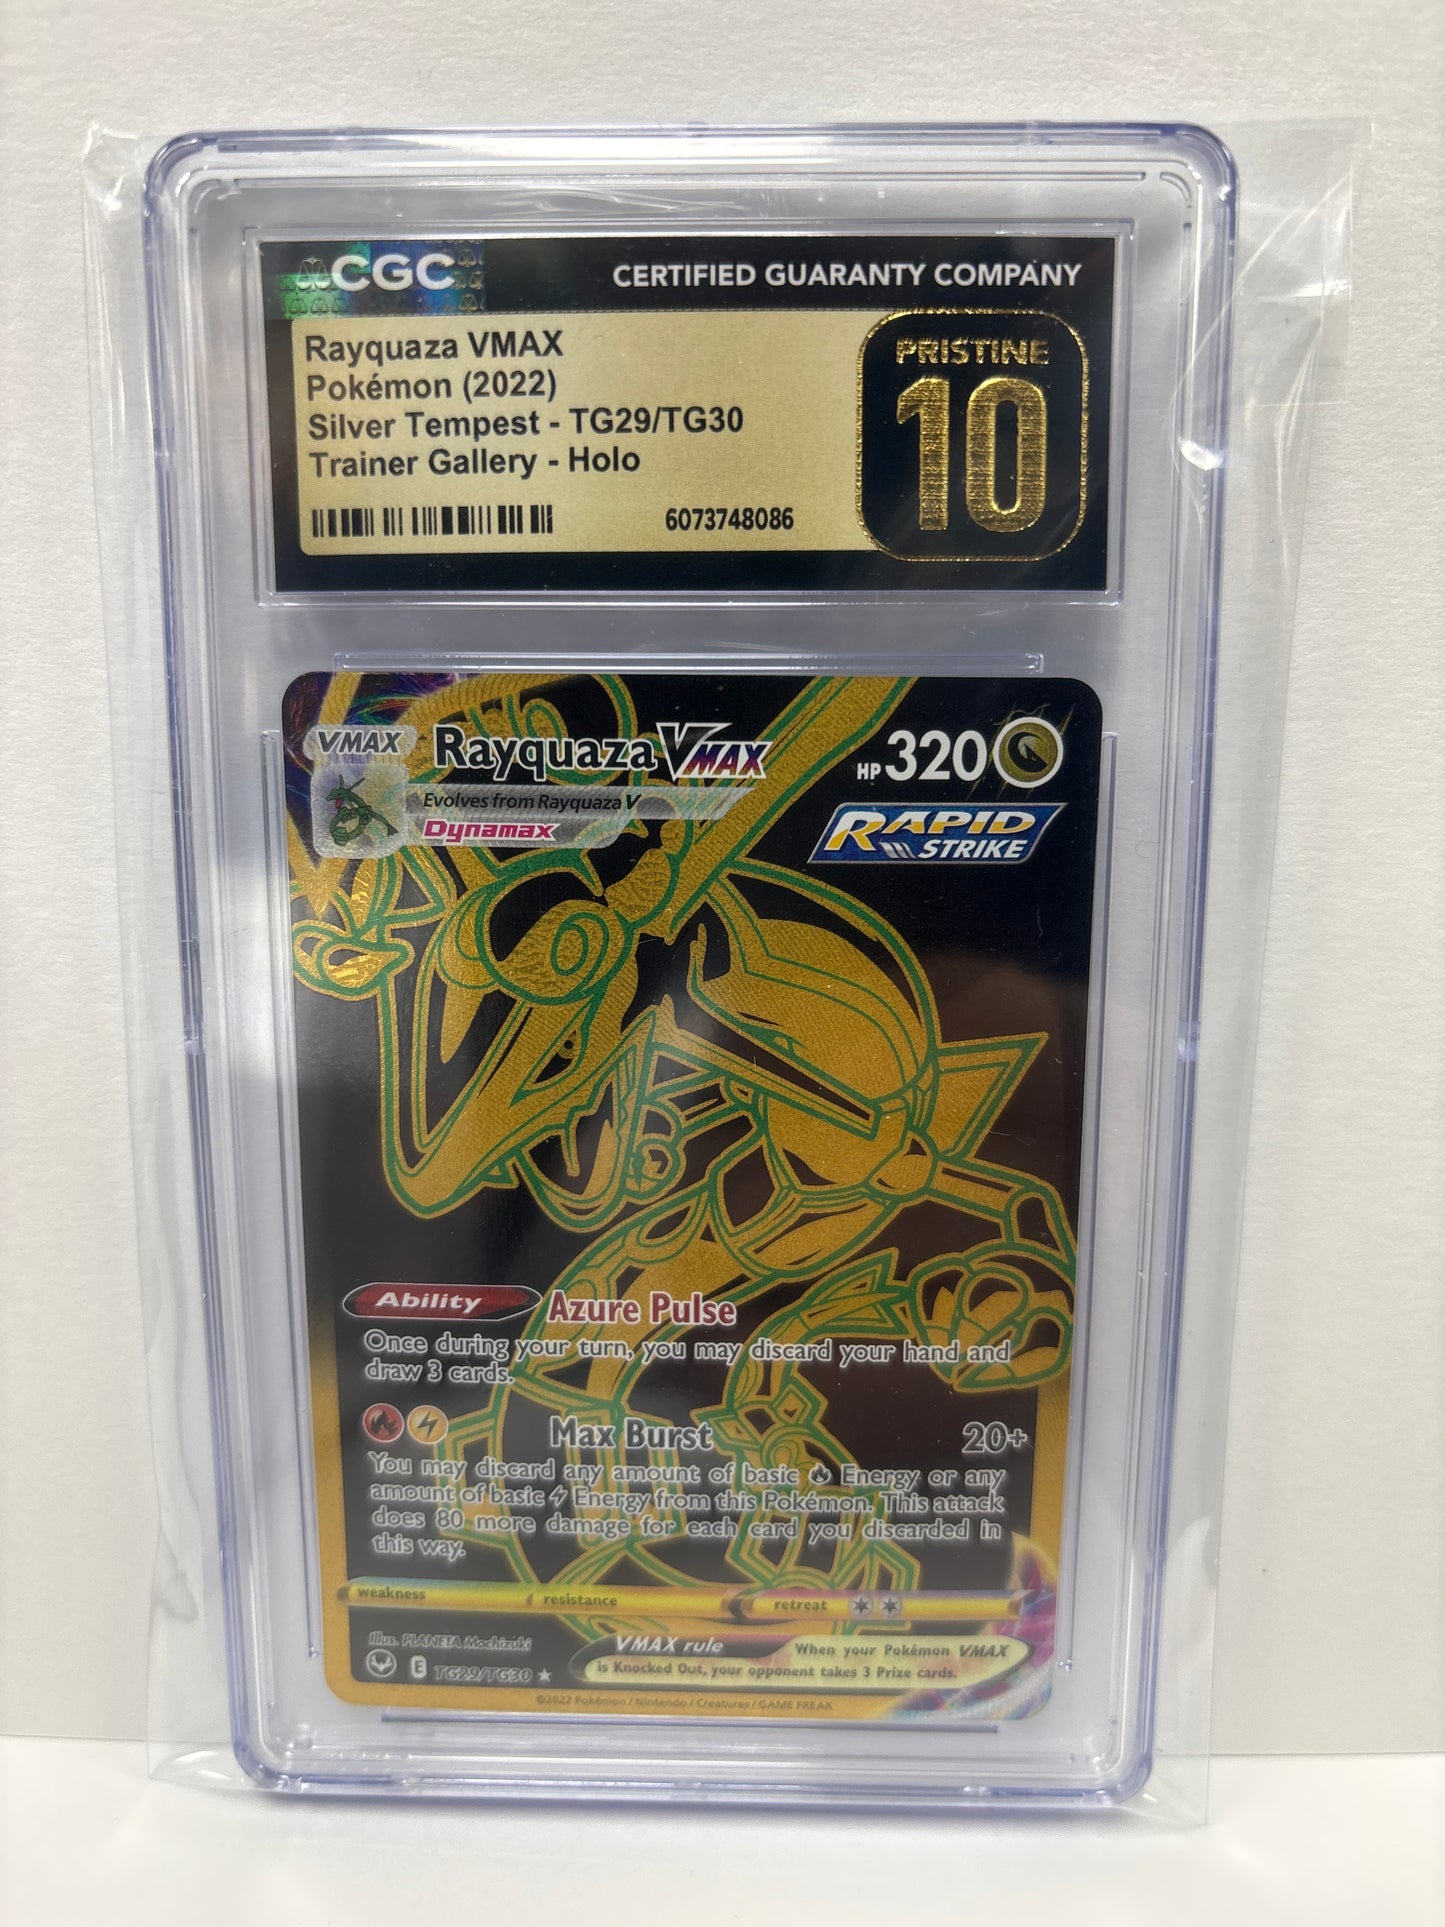 CGC
CERTIFIED GUARANTY COMPANY
Rayquaza VMAX
Pokémon (2022)
Silver Tempest - TG29/TG30
Trainer Gallery - Holo
6073748086
PRISTINE
10
VMAX
Rayquaza VMAX
HP 320
Evolves from Rayquaza V
Dynamax
RAPID
STRIKE
Ability
Azure Pulse
Once during your turn, you may discard your hand and
draw 3 cards.
Max Burst
20+
You may discard any amount of basic Energy or any
amount of basic Energy from this Pokémon. This attack
does 80 more damage for each card you discarded in
this way.
weakness
resistance
retreat
Illus. PLANETA Mochizuki
E TG29/TG30 ★
VMAX rule
When your Pokémon VMAX
is Knocked Out, your opponent takes 3 Prize cards.
©2022 Pokémon / Nintendo / Creatures / GAME FREAK